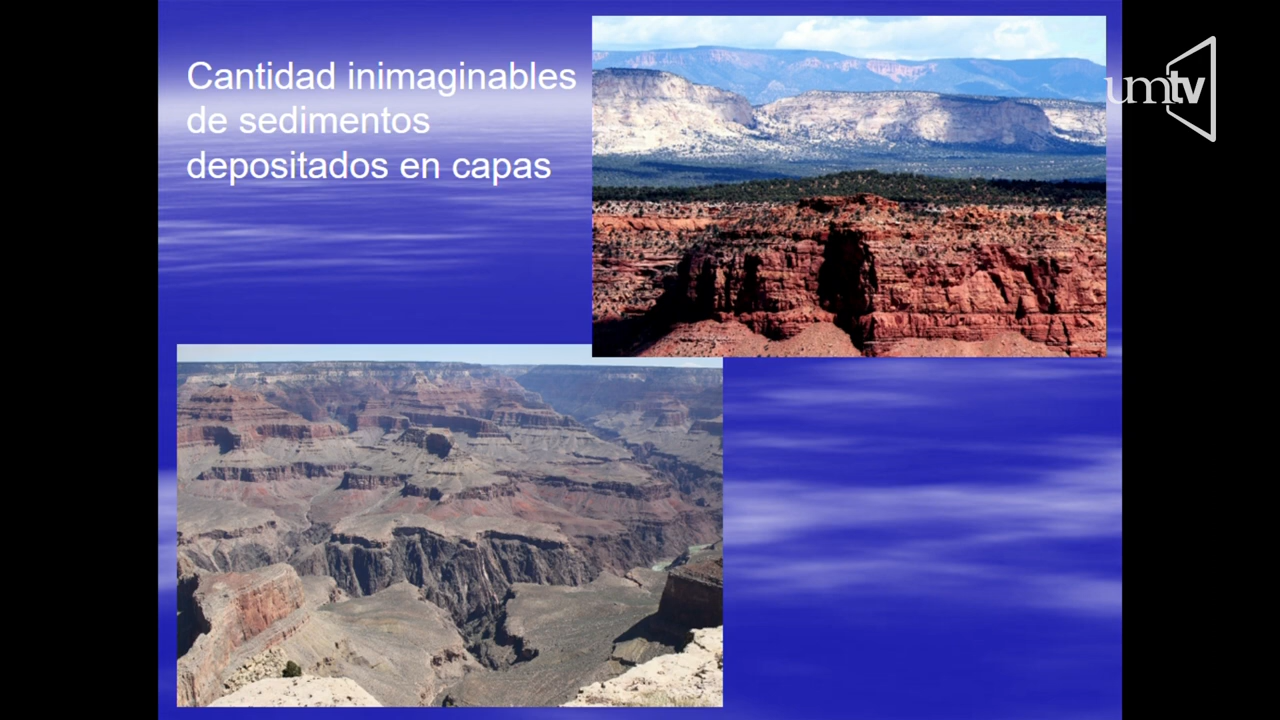 Cantidad inimaginables
de sedimentos
depositados en capas
umtv